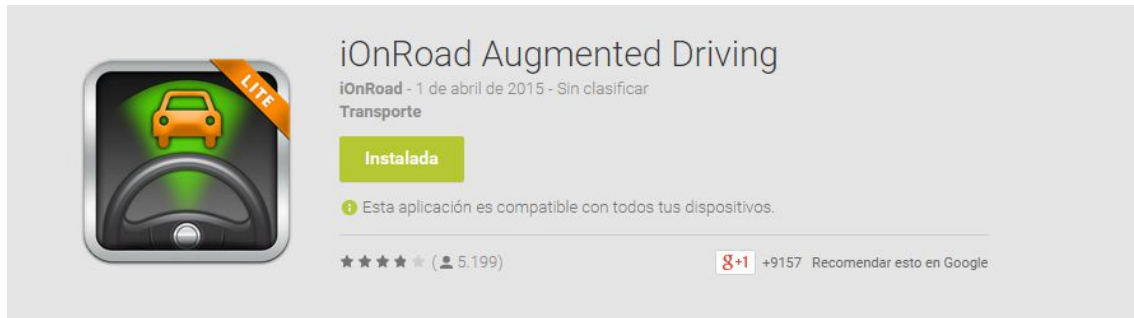 LITE
iOnRoad Augmented Driving
iOnRoad - 1 de abril de 2015 - Sin clasificar
Transporte
Instalada
Esta aplicación es compatible con todos tus dispositivos.
(5.199)
g+1 +9157 Recomendar esto en Google